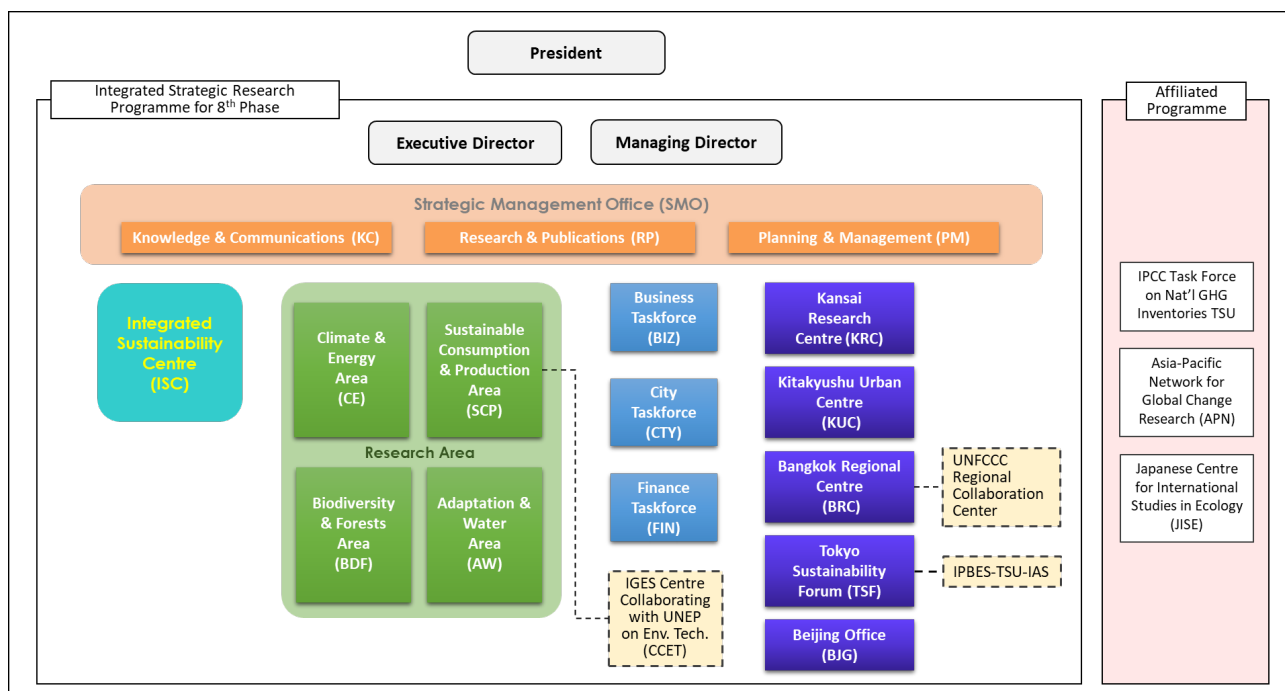 President
Integrated Strategic Research
Programme for 8th Phase
Affiliated
Programme
Executive Director
Managing Director
Strategic Management Office (SMO)
Knowledge & Communications (KC)
Research & Publications (RP)
Planning & Management (PM)
Integrated
Sustainability
Centre
(ISC)
Climate &
Energy
Area
(CE)
Sustainable
Consumption
& Production
Area
(SCP)
Research Area
Biodiversity
& Forests
Area
(BDF)
Adaptation &
Water
Area
(AW)
Business
Taskforce
(BIZ)
City
Taskforce
(CTY)
Finance
Taskforce
(FIN)
IGES Centre
Collaborating
with UNEP
on Env. Tech.
(CCET)
Kansai
Research
Centre (KRC)
Kitakyushu Urban
Centre
(KUC)
Bangkok Regional
Centre
(BRC)
Tokyo
Sustainability
Forum (TSF)
Beijing Office
(BJG)
UNFCCC
Regional
Collaboration
Center
IPBES-TSU-IAS
IPCC Task Force
on Nat'l GHG
Inventories TSU
Asia-Pacific
Network for
Global Change
Research (APN)
Japanese Centre
for International
Studies in Ecology
(JISE)